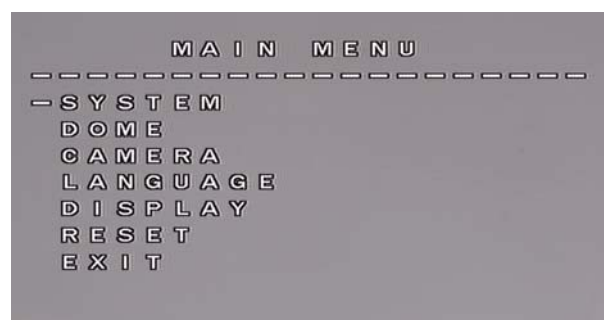 MAIN MENU
-SYSTEM
DOME
CAMERA
LANGUAGE
DISPLAY
RESET
EXIT